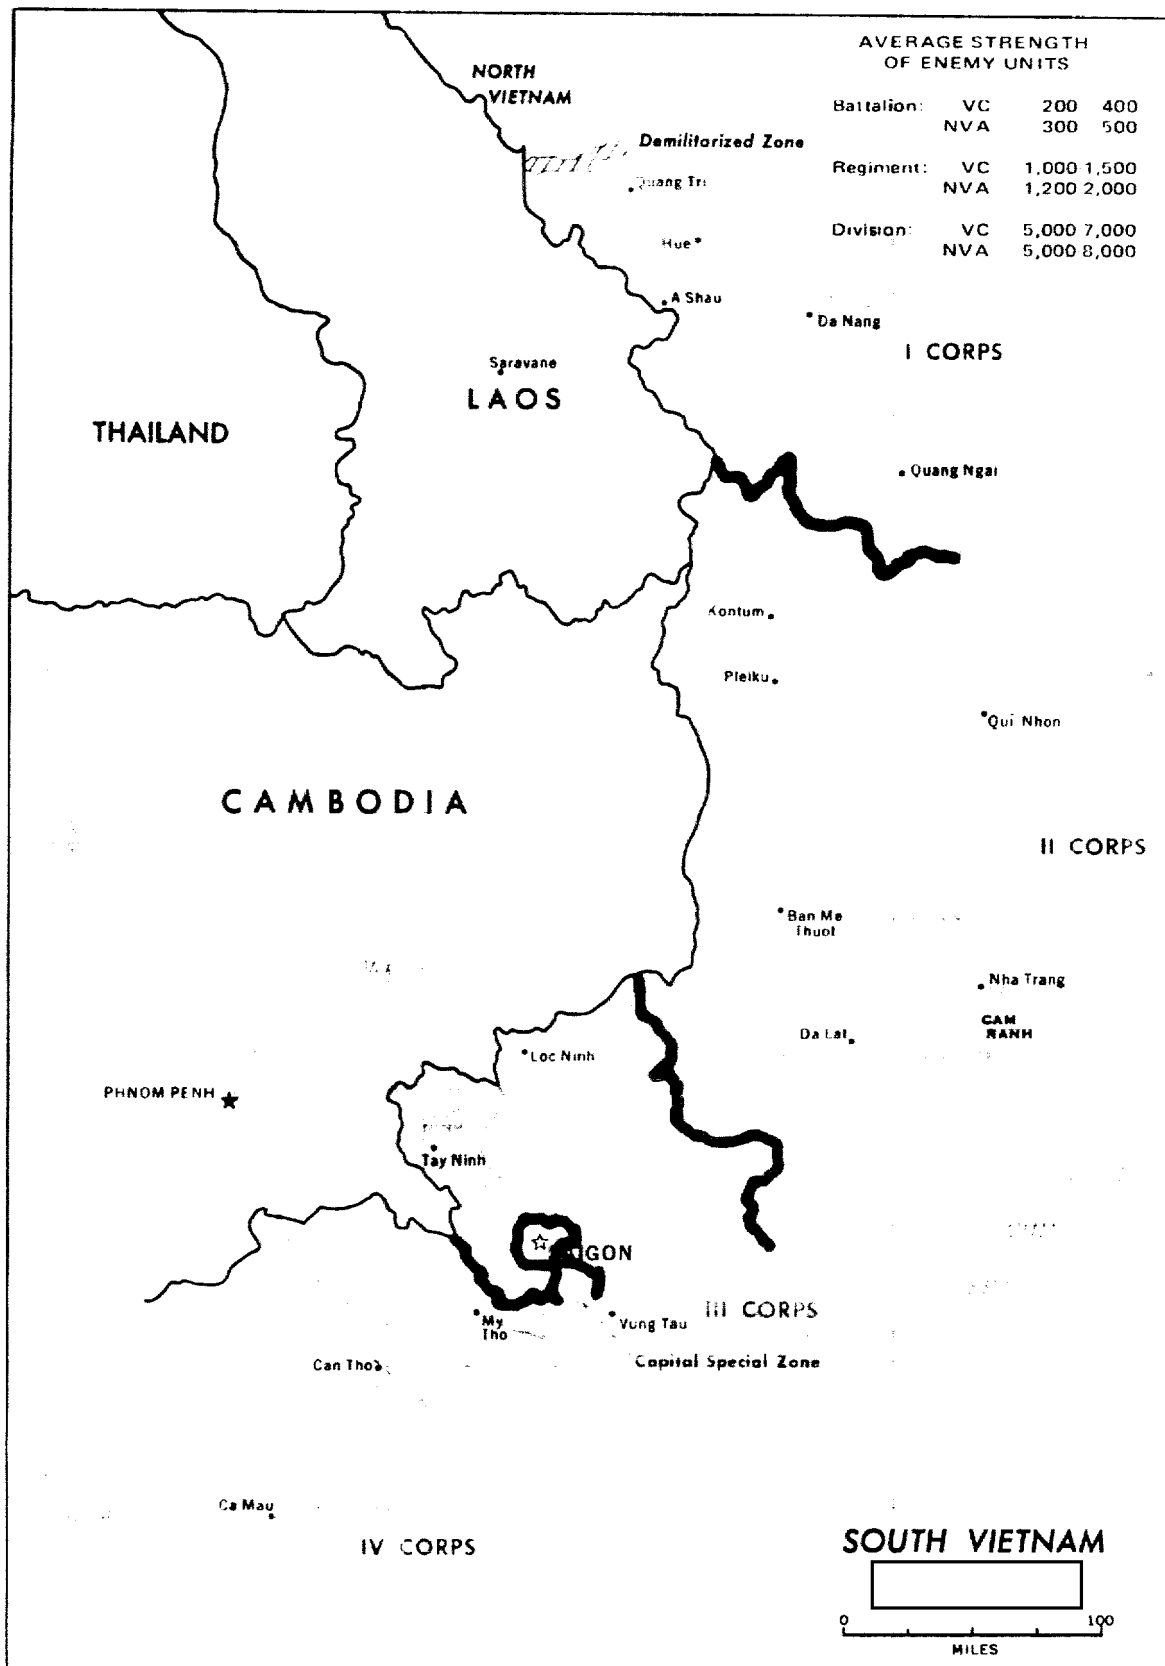 AVERAGE STRENGTH
OF ENEMY UNITS
Battalion: VC 200 400
NVA 300 500
Regiment: VC 1,000 1,500
NVA 1,200 2,000
Division: VC 5,000 7,000
NVA 5,000 8,000
NORTH
VIETNAM
Demilitarized Zone
Quang Tri
Hue
A Shau
Da Nang
I CORPS
Saravane
LAOS
THAILAND
Quang Ngai
Kontum
Pleiku
Qui Nhon
CAMBODIA
II CORPS
Ban Me
Thuot
Nha Trang
CAM
RANH
Da Lat
Loc Ninh
PHNOM PENH
Tay Ninh
IGON
III CORPS
My
Tho
Vung Tau
Can Tho
Capital Special Zone
Ca Mau
IV CORPS
SOUTH VIETNAM
0 100
MILES